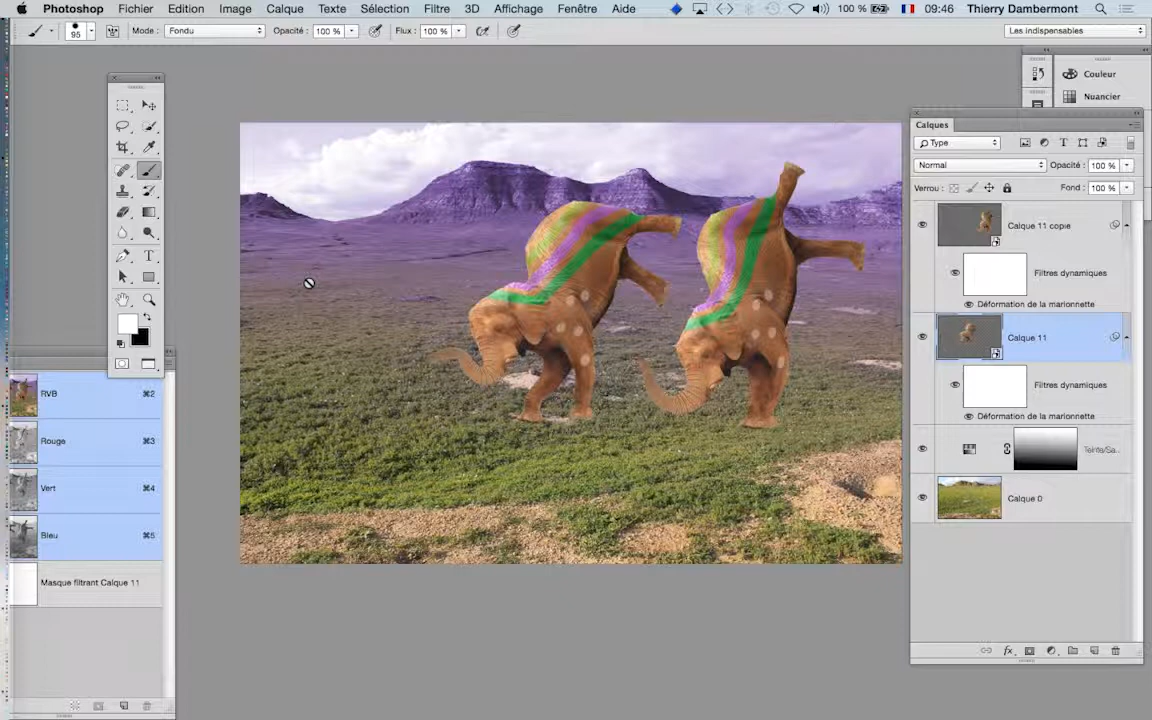 Photoshop Fichier Edition Image Calque Texte Sélection Filtre 3D Affichage Fenêtre Aide 100 % 09:46 Thierry Dambermont
95 Mode : Fondu Opacité : 100 % Flux : 100 % Les indispensables
Couleur
Nuancier
Calques
Type
Normal Opacité : 100 %
Verrou : Fond : 100 %
Calque 11 copie
Filtres dynamiques
Déformation de la marionnette
Calque 11
Filtres dynamiques
Déformation de la marionnette
Teinte/Sa...
Calque 0
RVB ⌘2
Rouge ⌘3
Vert ⌘4
Bleu ⌘5
Masque filtrant Calque 11